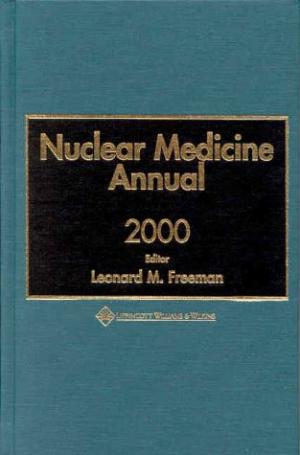 Nuclear Medicine
Annual
2000
Editor
Leonard M. Freeman
LIPPINCOTT WILLIAMS & WILKINS